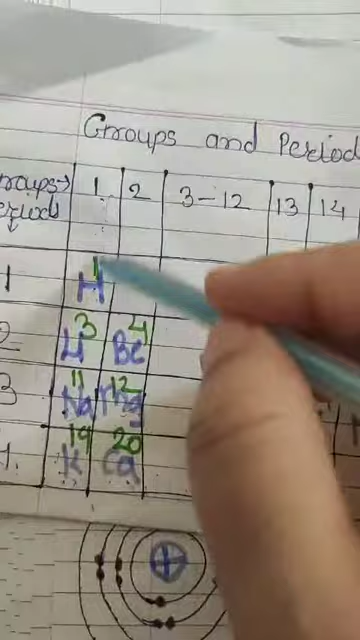 Groups and Period
Groups→ 1 2 3-12 13 14
Periods
↓
1 H 1
2 Li 3 Be 4
3 Na 11 Mg 12
4 K 19 Ca 20
+